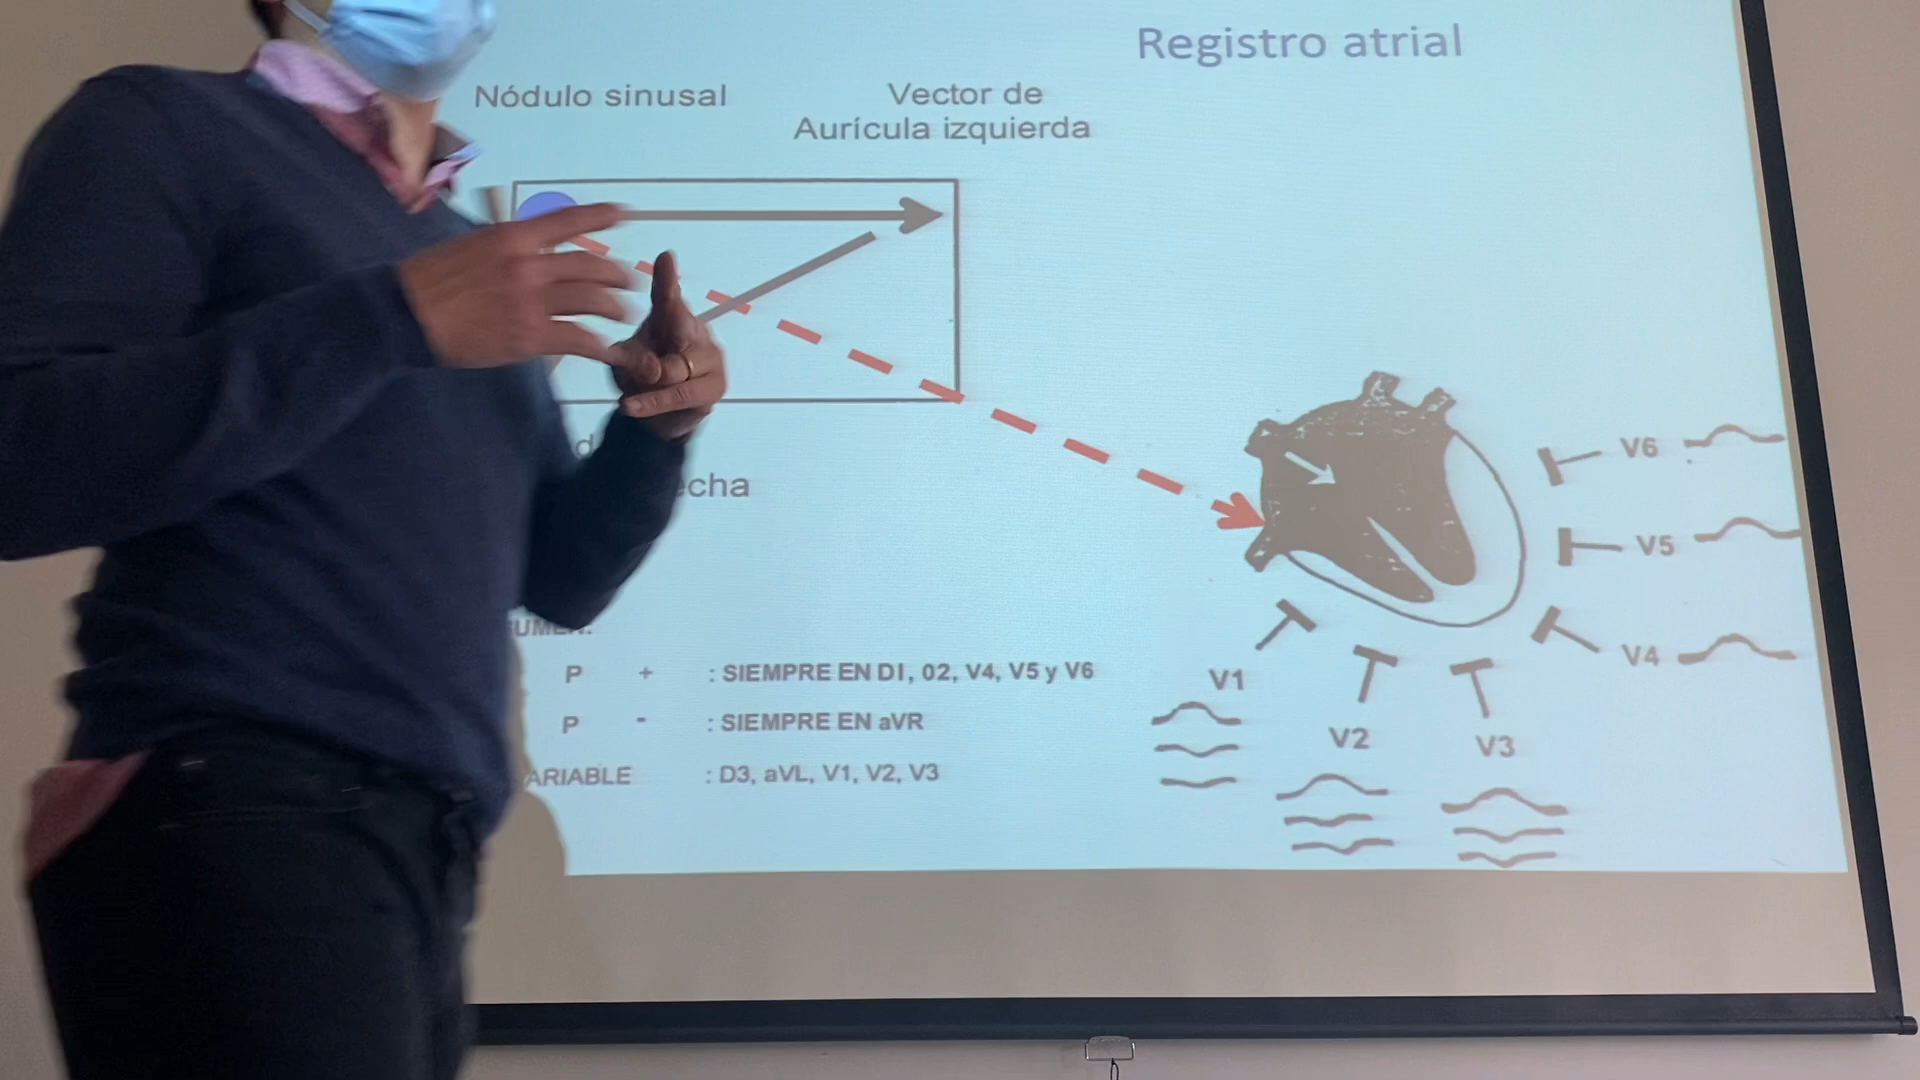 Registro atrial
Nódulo sinusal
Vector de
Aurícula izquierda
V6
V5
V4
V1
V2
V3
P + : SIEMPRE EN DI, 02, V4, V5 y V6
P - : SIEMPRE EN aVR
ARIABLE : D3, aVL, V1, V2, V3